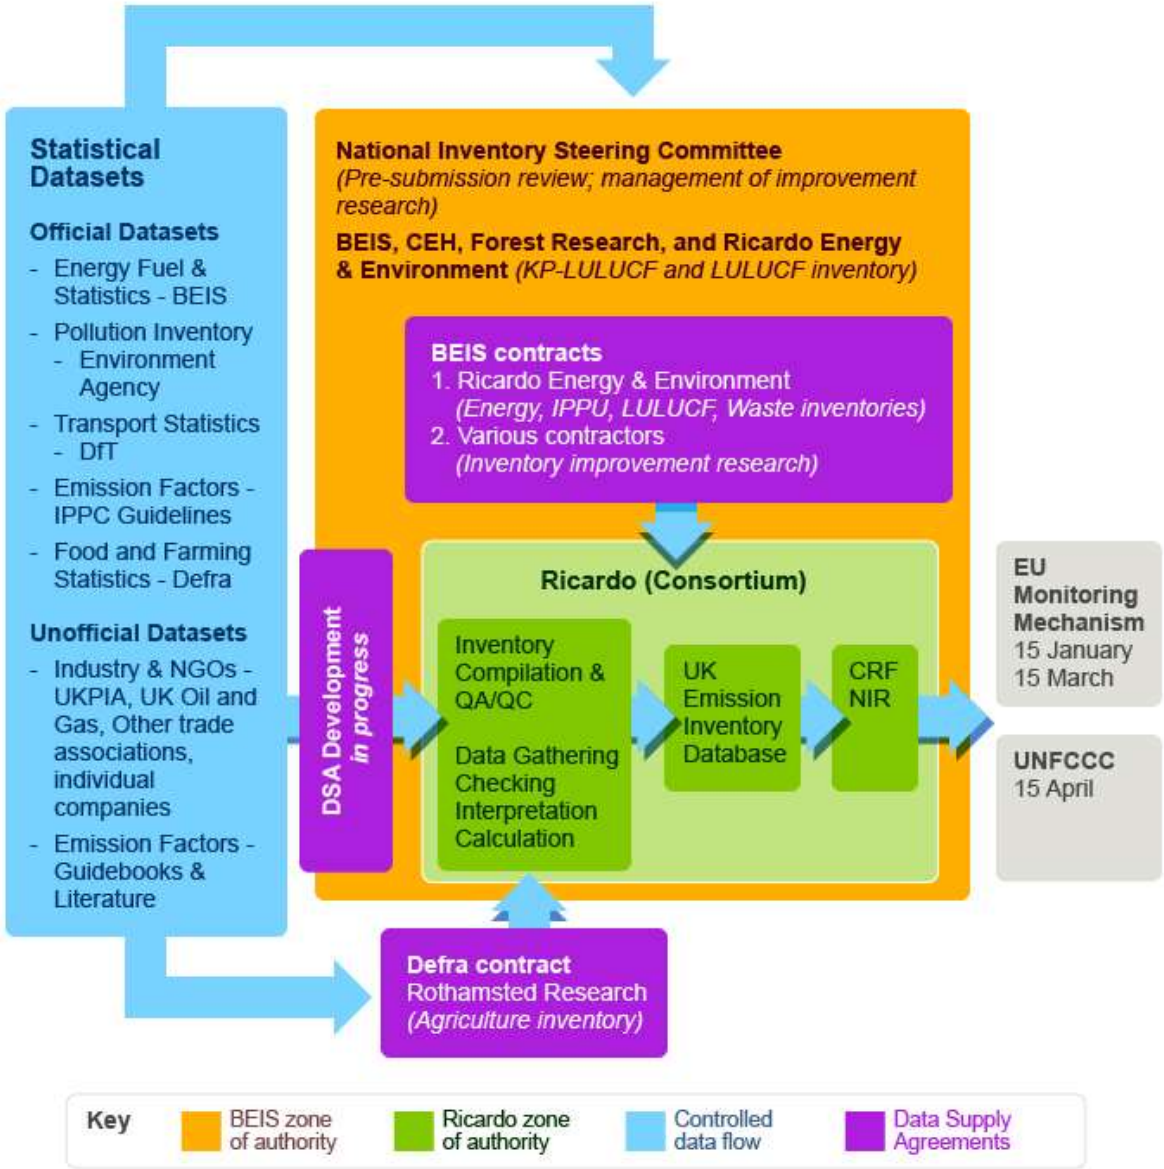 Statistical
Datasets
Official Datasets
- Energy Fuel &
Statistics - BEIS
- Pollution Inventory
- Environment
Agency
- Transport Statistics
- DfT
- Emission Factors -
IPPC Guidelines
- Food and Farming
Statistics - Defra
Unofficial Datasets
- Industry & NGOs -
UKPIA, UK Oil and
Gas, Other trade
associations,
individual
companies
- Emission Factors -
Guidebooks &
Literature
National Inventory Steering Committee
(Pre-submission review; management of improvement
research)
BEIS, CEH, Forest Research, and Ricardo Energy
& Environment (KP-LULUCF and LULUCF inventory)
BEIS contracts
1. Ricardo Energy & Environment
(Energy, IPPU, LULUCF, Waste inventories)
2. Various contractors
(Inventory improvement research)
DSA Development
in progress
Ricardo (Consortium)
Inventory
Compilation &
QA/QC
Data Gathering
Checking
Interpretation
Calculation
UK
Emission
Inventory
Database
CRF
NIR
EU
Monitoring
Mechanism
15 January
15 March
UNFCCC
15 April
Defra contract
Rothamsted Research
(Agriculture inventory)
Key
BEIS zone
of authority
Ricardo zone
of authority
Controlled
data flow
Data Supply
Agreements